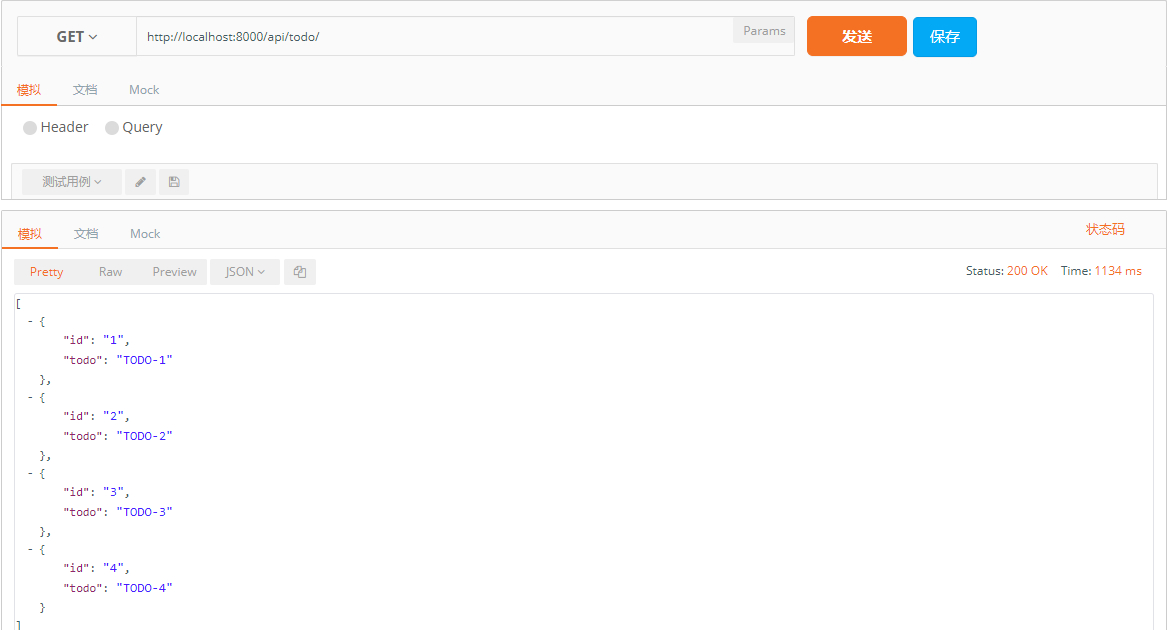 GET http://localhost:8000/api/todo/ Params 发送 保存
模拟 文档 Mock
Header Query
测试用例
模拟 文档 Mock 状态码
Pretty Raw Preview JSON Status: 200 OK Time: 1134 ms
[
- {
"id": "1",
"todo": "TODO-1"
},
- {
"id": "2",
"todo": "TODO-2"
},
- {
"id": "3",
"todo": "TODO-3"
},
- {
"id": "4",
"todo": "TODO-4"
}
]